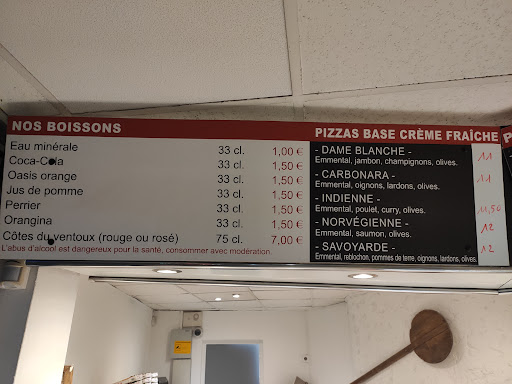 NOS BOISSONS
Eau minérale 33 cl. 1,00 €
Coca-Cola 33 cl. 1,50 €
Oasis orange 33 cl. 1,50 €
Jus de pomme 33 cl. 1,50 €
Perrier 33 cl. 1,50 €
Orangina 33 cl. 1,50 €
Côtes du ventoux (rouge ou rosé) 75 cl. 7,00 €
L'abus d'alcool est dangereux pour la santé, consommer avec modération.
PIZZAS BASE CRÈME FRAÎCHE
- DAME BLANCHE - 11
Emmental, jambon, champignons, olives.
- CARBONARA - 11
Emmental, oignons, lardons, olives.
- INDIENNE - 11,50
Emmental, poulet, curry, olives.
- NORVÉGIENNE - 12
Emmental, saumon, olives.
- SAVOYARDE - 12
Emmental, reblochon, pommes de terre, oignons, lardons, olives.